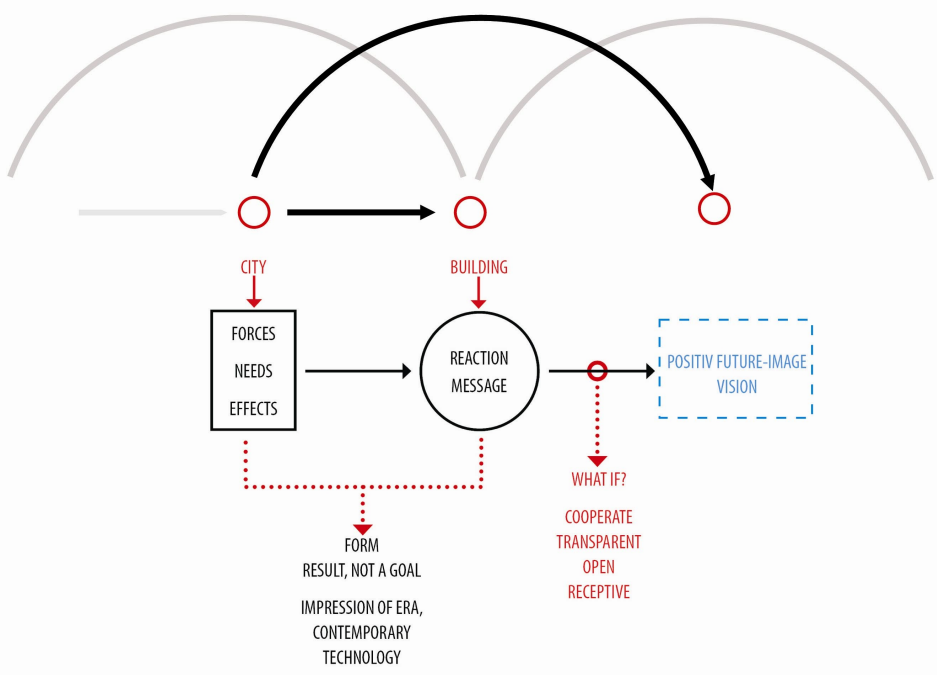 CITY
BUILDING
FORCES
NEEDS
EFFECTS
REACTION
MESSAGE
POSITIV FUTURE-IMAGE
VISION
WHAT IF?
COOPERATE
TRANSPARENT
OPEN
RECEPTIVE
FORM
RESULT, NOT A GOAL
IMPRESSION OF ERA,
CONTEMPORARY
TECHNOLOGY